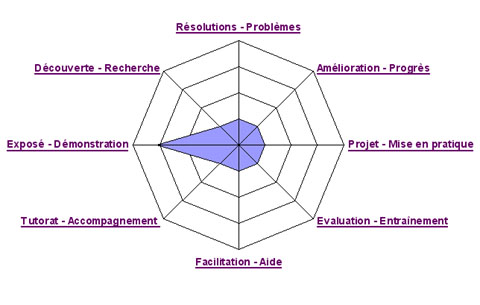 Résolutions - Problèmes
Découverte - Recherche
Amélioration - Progrès
Exposé - Démonstration
Projet - Mise en pratique
Tutorat - Accompagnement
Evaluation - Entraînement
Facilitation - Aide